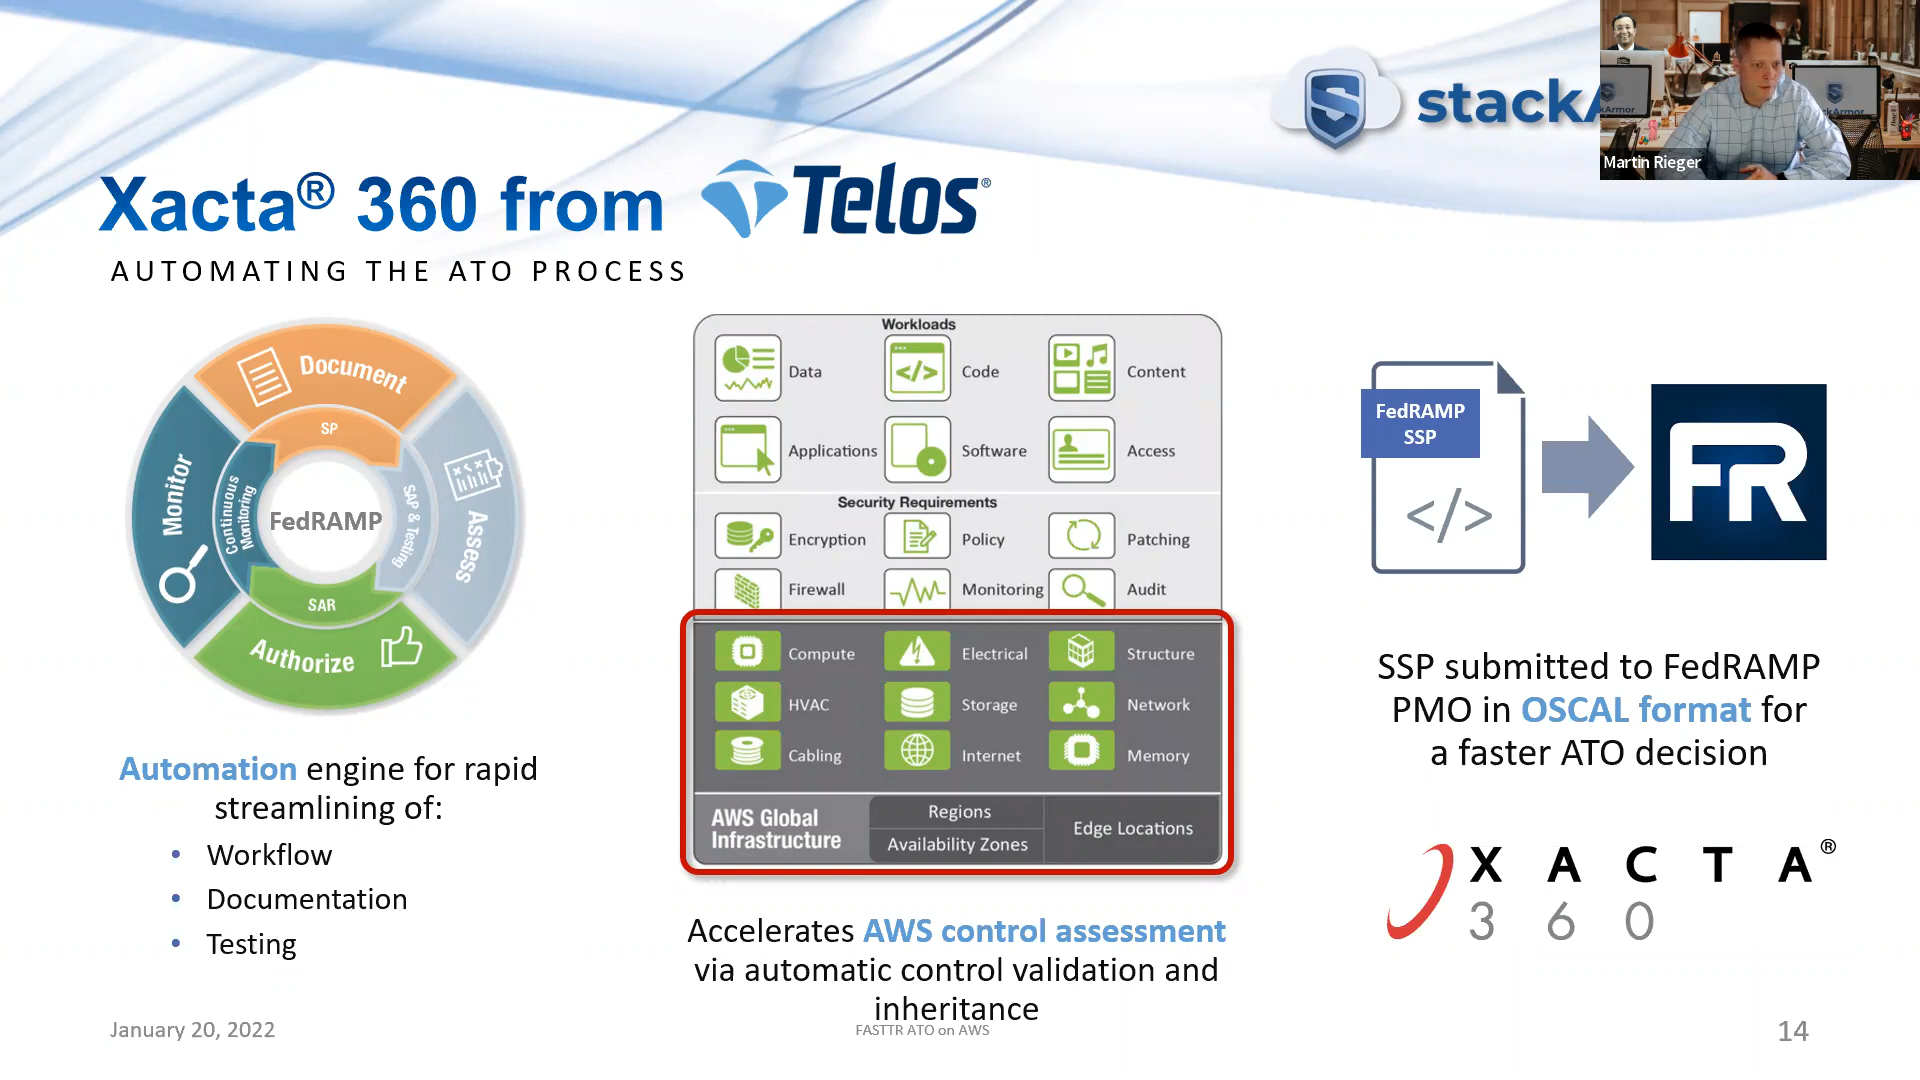 stackA
Martin Rieger
kArmor
ckArmor
Xacta® 360 from Telos®
AUTOMATING THE ATO PROCESS
Document
SP
Assess
SAP & Testing
Authorize
SAR
Monitor
Continuous
Monitoring
FedRAMP
Automation engine for rapid
streamlining of:
• Workflow
• Documentation
• Testing
Workloads
Data
Code
Content
Applications
Software
Access
Security Requirements
Encryption
Policy
Patching
Firewall
Monitoring
Audit
Compute
Electrical
Structure
HVAC
Storage
Network
Cabling
Internet
Memory
AWS Global
Infrastructure
Regions
Availability Zones
Edge Locations
Accelerates AWS control assessment
via automatic control validation and
inheritance
FedRAMP
SSP
</>
FR
SSP submitted to FedRAMP
PMO in OSCAL format for
a faster ATO decision
XACTA®
360
January 20, 2022
FASTTR ATO on AWS
14